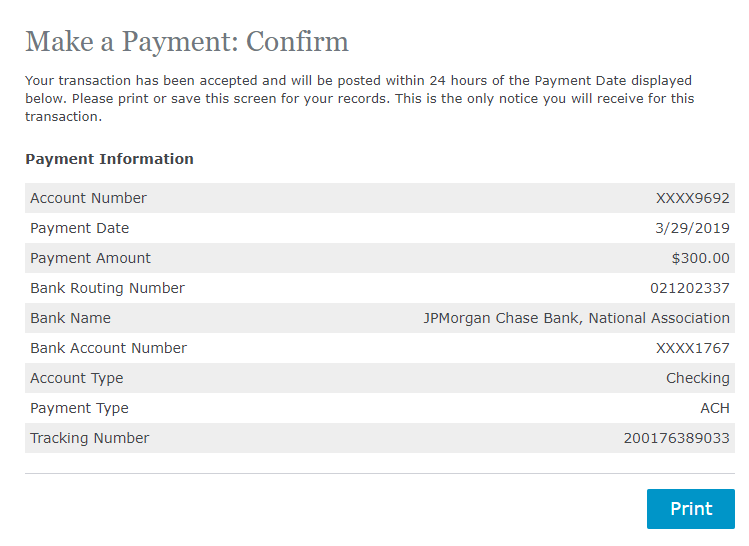 Make a Payment: Confirm
Your transaction has been accepted and will be posted within 24 hours of the Payment Date displayed
below. Please print or save this screen for your records. This is the only notice you will receive for this
transaction.
Payment Information
Account Number XXXX9692
Payment Date 3/29/2019
Payment Amount $300.00
Bank Routing Number 021202337
Bank Name JPMorgan Chase Bank, National Association
Bank Account Number XXXX1767
Account Type Checking
Payment Type ACH
Tracking Number 200176389033
Print